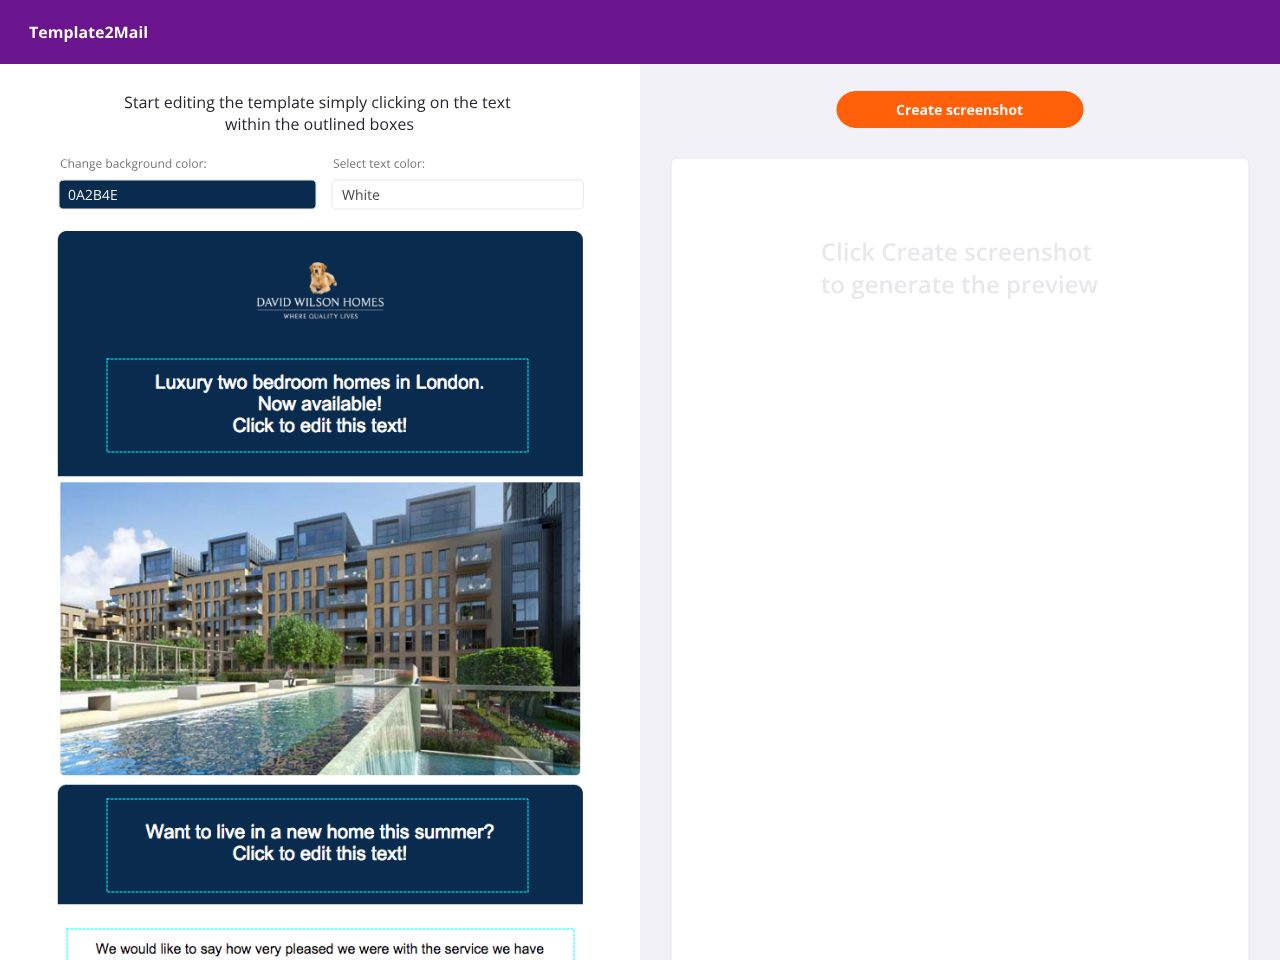 Template2Mail
Start editing the template simply clicking on the text
within the outlined boxes
Change background color:
Select text color:
0A2B4E
White
DAVID WILSON HOMES
WHERE QUALITY LIVES
Luxury two bedroom homes in London.
Now available!
Click to edit this text!
Want to live in a new home this summer?
Click to edit this text!
We would like to say how very pleased we were with the service we have
Create screenshot
Click Create screenshot
to generate the preview